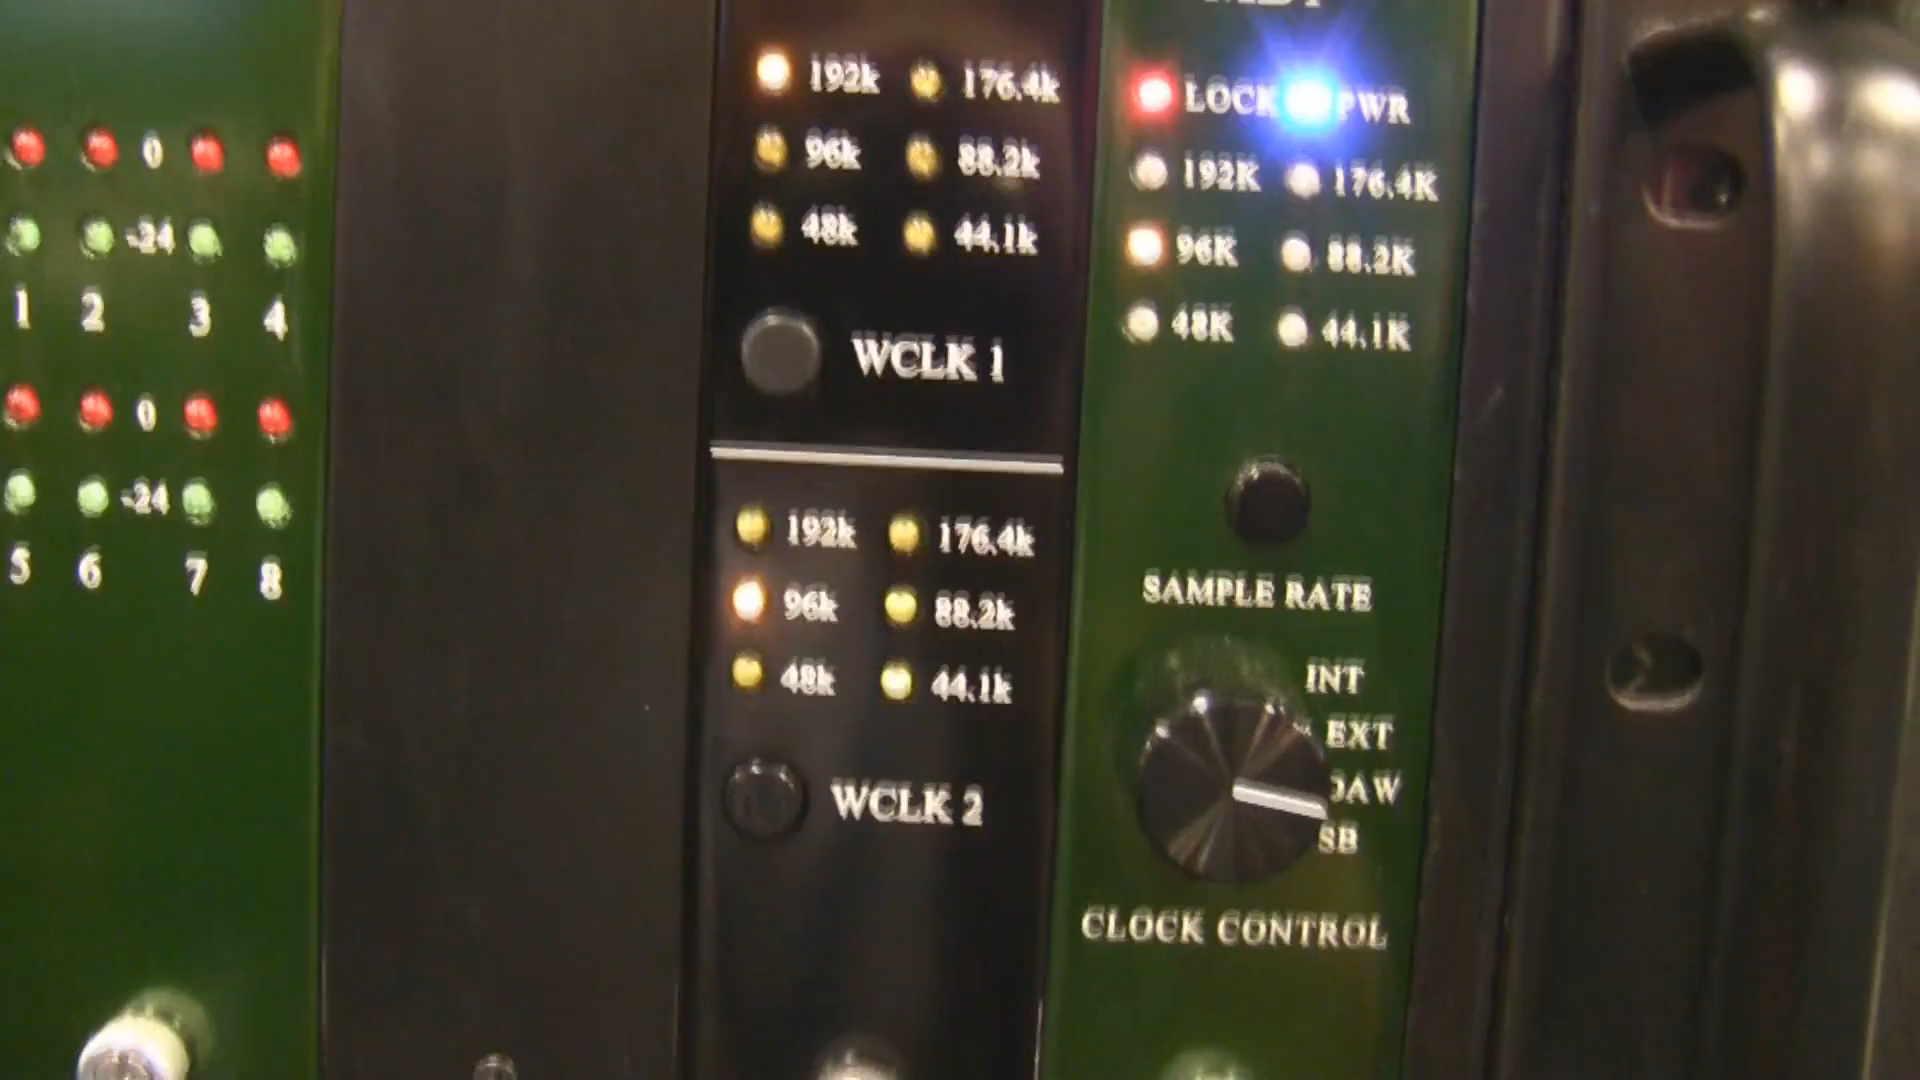 0
-24
1 2 3 4
0
-24
5 6 7 8
192k 176.4k
96k 88.2k
48k 44.1k
WCLK 1
192k 176.4k
96k 88.2k
48k 44.1k
WCLK 2
LOCK PWR
192K 176.4K
96K 88.2K
48K 44.1K
SAMPLE RATE
INT
EXT
DAW
SB
CLOCK CONTROL